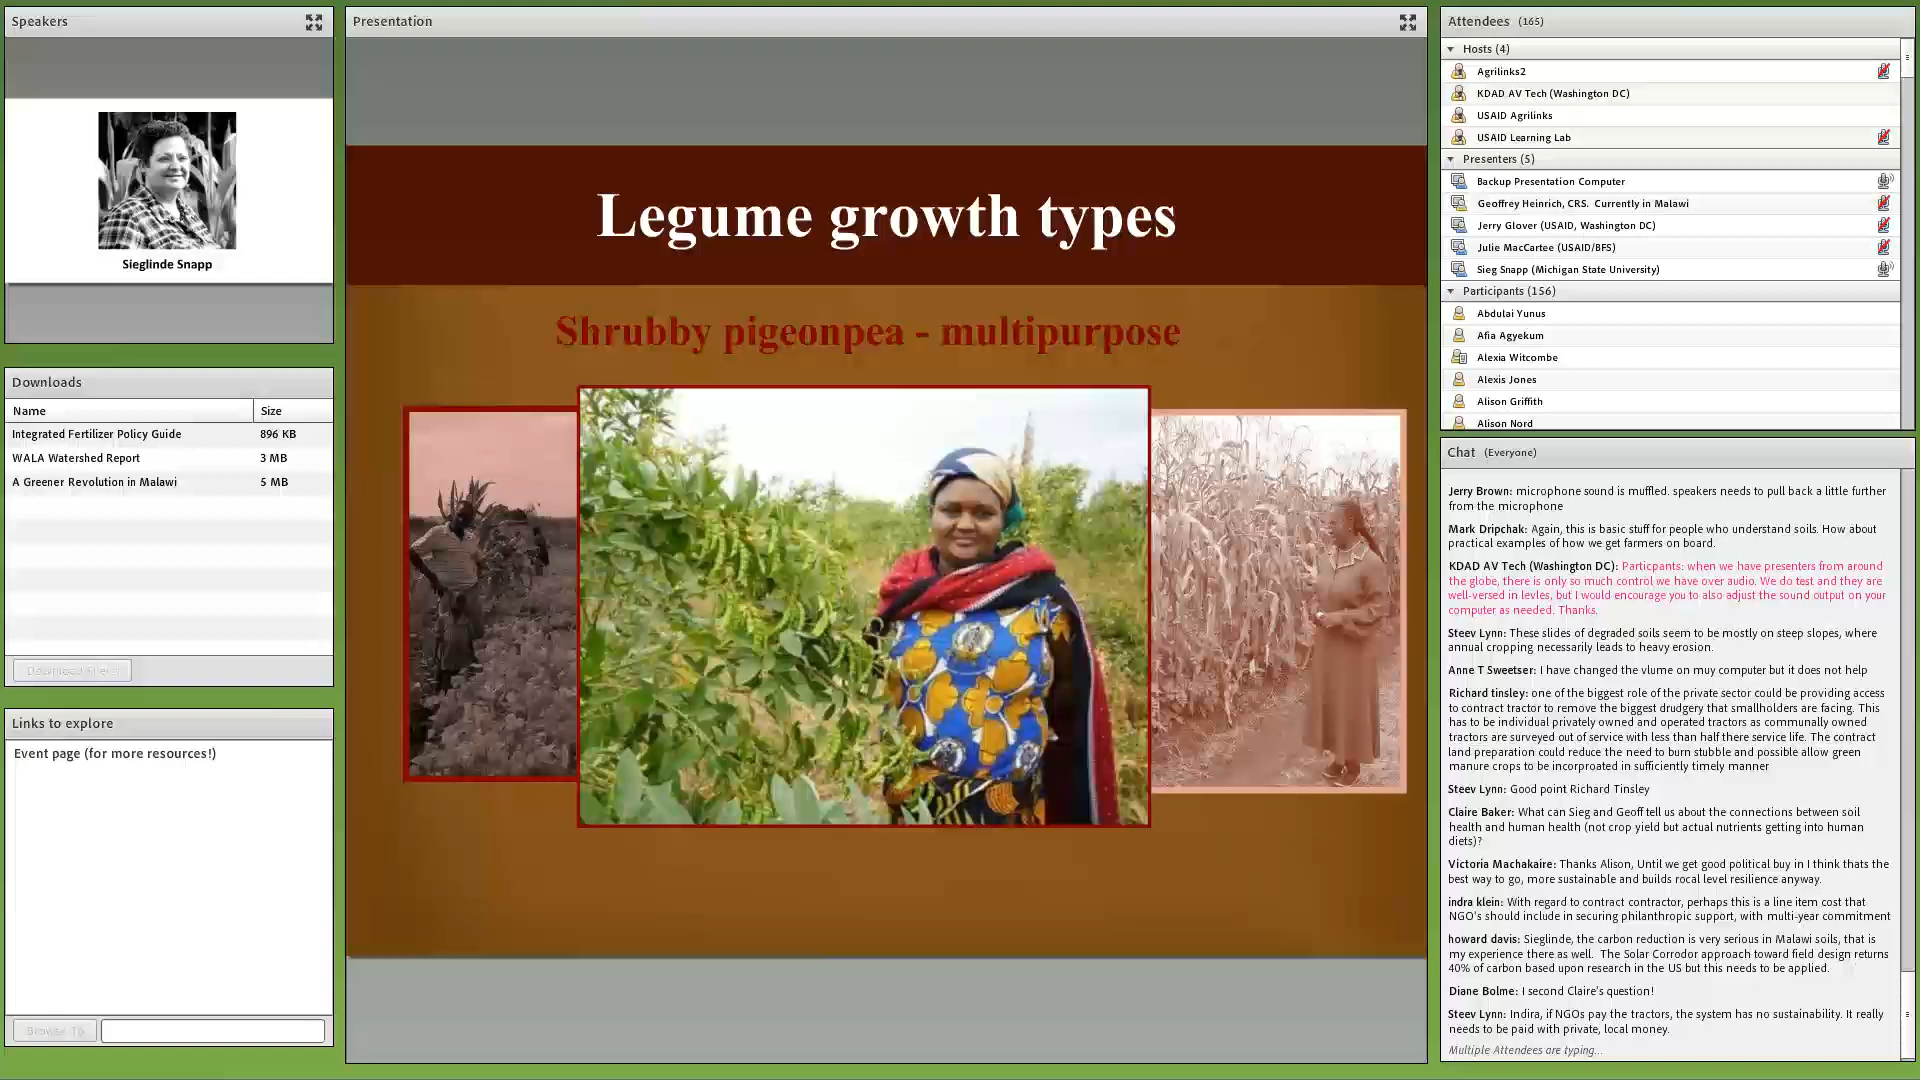 Speakers
Sieglinde Snapp
Downloads
Name Size
Integrated Fertilizer Policy Guide 896 KB
WALA Watershed Report 3 MB
A Greener Revolution in Malawi 5 MB
Download File(s)
Links to explore
Event page (for more resources!)
Browse To
Presentation
Legume growth types
Shrubby pigeonpea - multipurpose
Attendees (165)
Hosts (4)
Agrilinks2
KDAD AV Tech (Washington DC)
USAID Agrilinks
USAID Learning Lab
Presenters (5)
Backup Presentation Computer
Geoffrey Heinrich, CRS. Currently in Malawi
Jerry Glover (USAID, Washington DC)
Julie MacCartee (USAID/BFS)
Sieg Snapp (Michigan State University)
Participants (156)
Abdulai Yunus
Afia Agyekum
Alexia Witcombe
Alexis Jones
Alison Griffith
Alison Nord
Chat (Everyone)
Jerry Brown: microphone sound is muffled. speakers needs to pull back a little further
from the microphone
Mark Dripchak: Again, this is basic stuff for people who understand soils. How about
practical examples of how we get farmers on board.
KDAD AV Tech (Washington DC): Particpants: when we have presenters from around
the globe, there is only so much control we have over audio. We do test and they are
well-versed in levles, but I would encourage you to also adjust the sound output on your
computer as needed. Thanks.
Steev Lynn: These slides of degraded soils seem to be mostly on steep slopes, where
annual cropping necessarily leads to heavy erosion.
Anne T Sweetser: I have changed the vlume on muy computer but it does not help
Richard tinsley: one of the biggest role of the private sector could be providing access
to contract tractor to remove the biggest drudgery that smallholders are facing. This
has to be individual privately owned and operated tractors as communally owned
tractors are surveyed out of service with less than half there service life. The contract
land preparation could reduce the need to burn stubble and possible allow green
manure crops to be incorproated in sufficiently timely manner
Steev Lynn: Good point Richard Tinsley
Claire Baker: What can Sieg and Geoff tell us about the connections between soil
health and human health (not crop yield but actual nutrients getting into human
diets)?
Victoria Machakaire: Thanks Alison, Until we get good political buy in I think thats the
best way to go, more sustainable and builds rocal level resilience anyway.
indra klein: With regard to contract contractor, perhaps this is a line item cost that
NGO's should include in securing philanthropic support, with multi-year commitment
howard davis: Sieglinde, the carbon reduction is very serious in Malawi soils, that is
my experience there as well. The Solar Corrodor approach toward field design returns
40% of carbon based upon research in the US but this needs to be applied.
Diane Bolme: I second Claire's question!
Steev Lynn: Indira, if NGOs pay the tractors, the system has no sustainability. It really
needs to be paid with private, local money.
Multiple Attendees are typing...